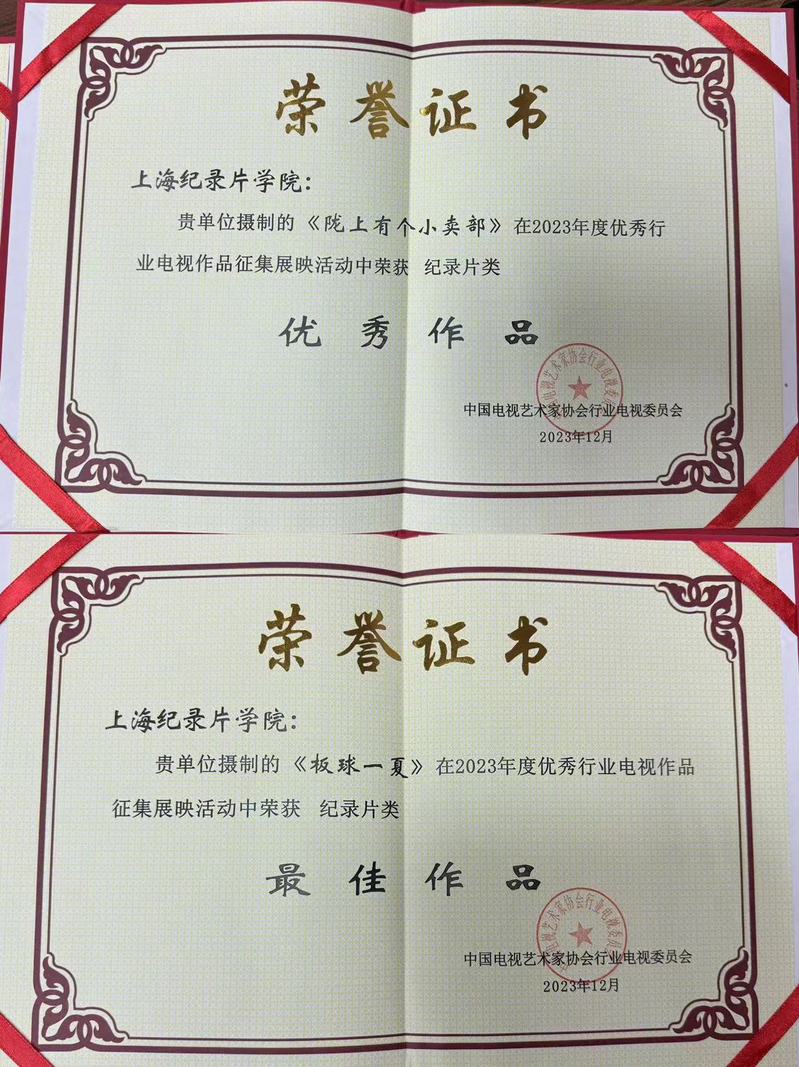 荣誉证书
上海纪录片学院：
贵单位摄制的《陇上有个小卖部》在2023年度优秀行
业电视作品征集展映活动中荣获 纪录片类
优秀作品
中国电视艺术家协会行业电视委员会
2023年12月
荣誉证书
上海纪录片学院：
贵单位摄制的《板球一夏》在2023年度优秀行业电视作品
征集展映活动中荣获 纪录片类
最佳作品
中国电视艺术家协会行业电视委员会
2023年12月